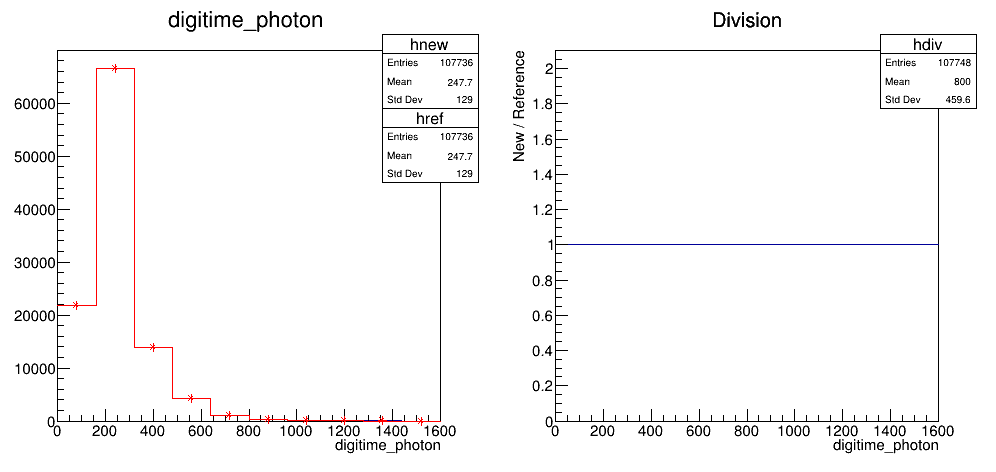 digitime_photon
hnew
Entries 107736
Mean 247.7
Std Dev 129
href
Entries 107736
Mean 247.7
Std Dev 129
60000
50000
40000
30000
20000
10000
0
0 200 400 600 800 1000 1200 1400 1600
digitime_photon
Division
hdiv
Entries 107748
Mean 800
Std Dev 459.6
New / Reference
2
1.8
1.6
1.4
1.2
1
0.8
0.6
0.4
0.2
0
0 200 400 600 800 1000 1200 1400 1600
digitime_photon